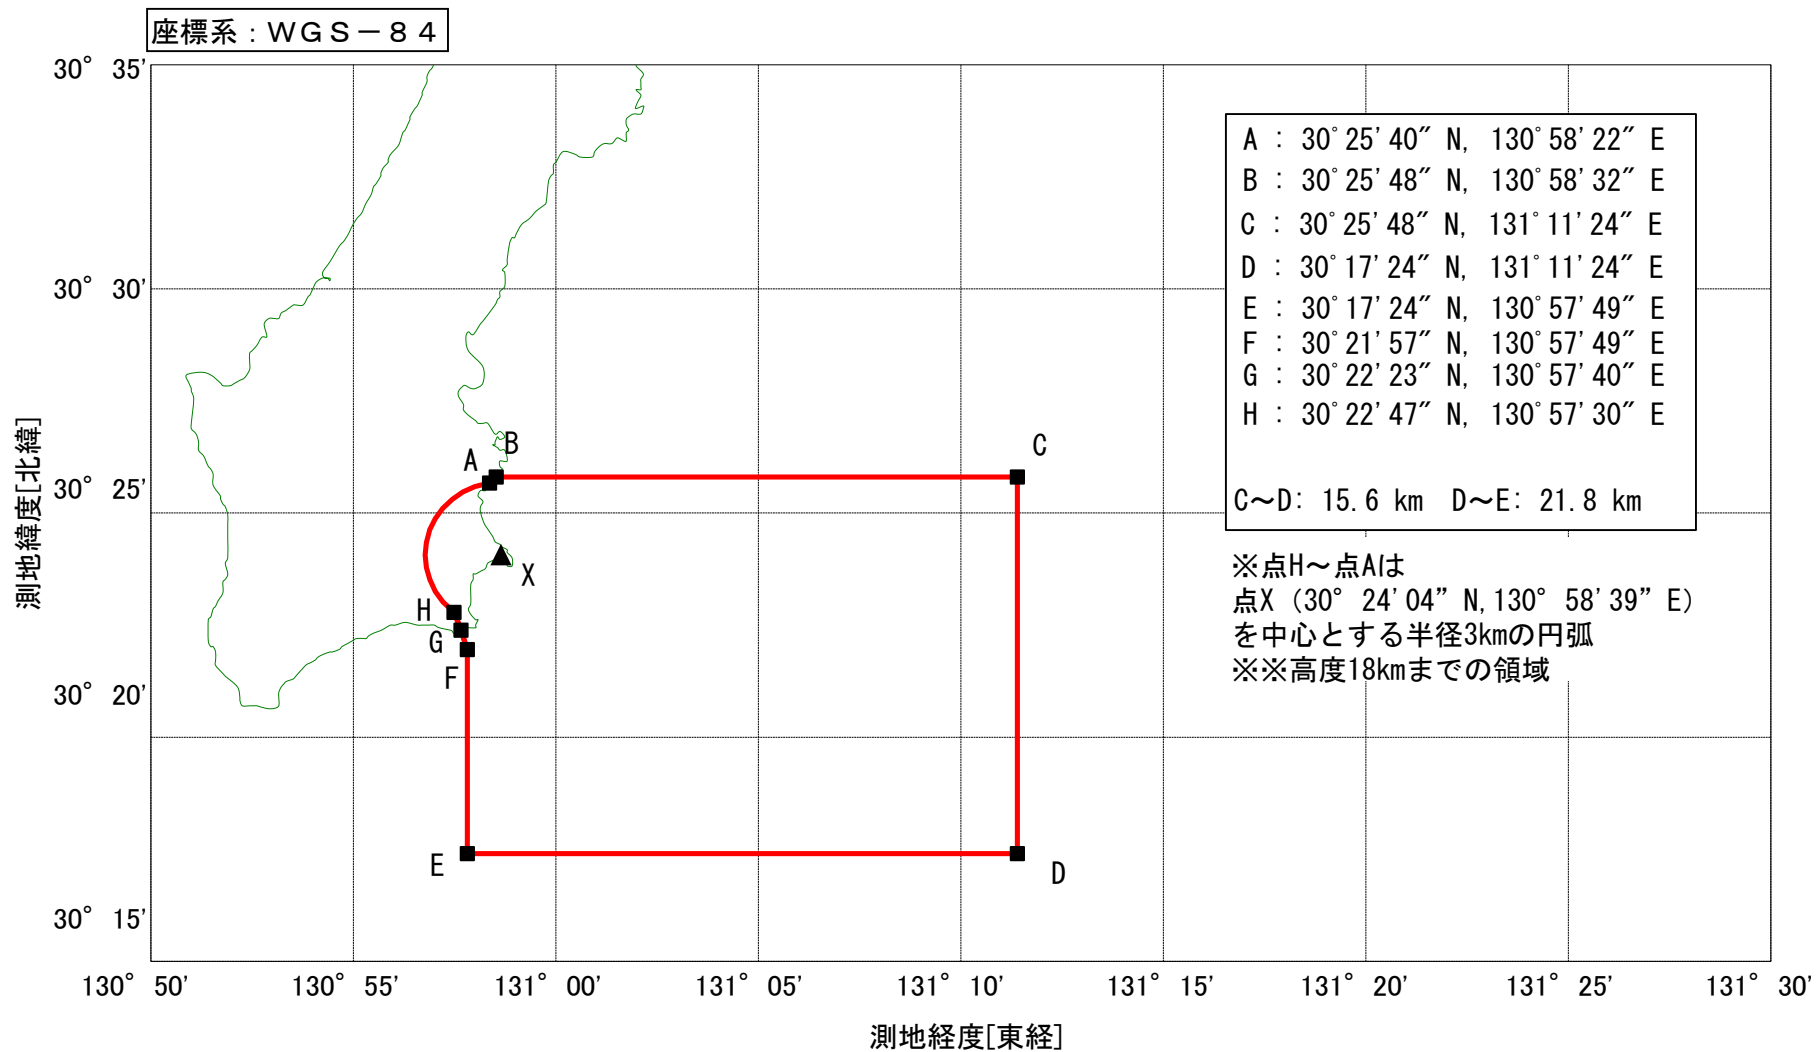 座標系：ＷＧＳ－８４
30° 35'
30° 30'
30° 25'
30° 20'
30° 15'
測地緯度[北緯]
130° 50'
130° 55'
131° 00'
131° 05'
131° 10'
131° 15'
131° 20'
131° 25'
131° 30'
測地経度[東経]
A
B
C
D
E
F
G
H
X
A : 30°25'40" N, 130°58'22" E
B : 30°25'48" N, 130°58'32" E
C : 30°25'48" N, 131°11'24" E
D : 30°17'24" N, 131°11'24" E
E : 30°17'24" N, 130°57'49" E
F : 30°21'57" N, 130°57'49" E
G : 30°22'23" N, 130°57'40" E
H : 30°22'47" N, 130°57'30" E
C～D: 15.6 km D～E: 21.8 km
※点H～点Aは
点X（30° 24'04” N,130° 58'39” E）
を中心とする半径3kmの円弧
※※高度18kmまでの領域